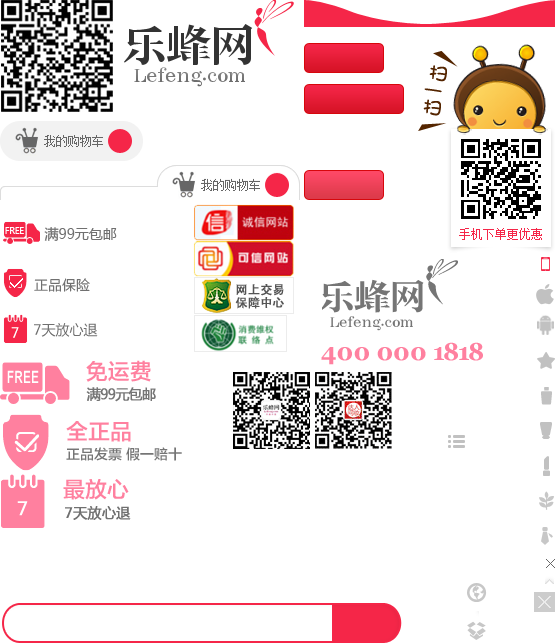 乐蜂网
Lefeng.com
扫一扫
我的购物车
我的购物车
手机下单更优惠
诚信网站
可信网站
网上交易
保障中心
消费维权
联络点
满99元包邮
正品保险
7
7天放心退
乐蜂网
Lefeng.com
400 000 1818
FREE
免运费
满99元包邮
全正品
正品发票 假一赔十
7
最放心
7天放心退